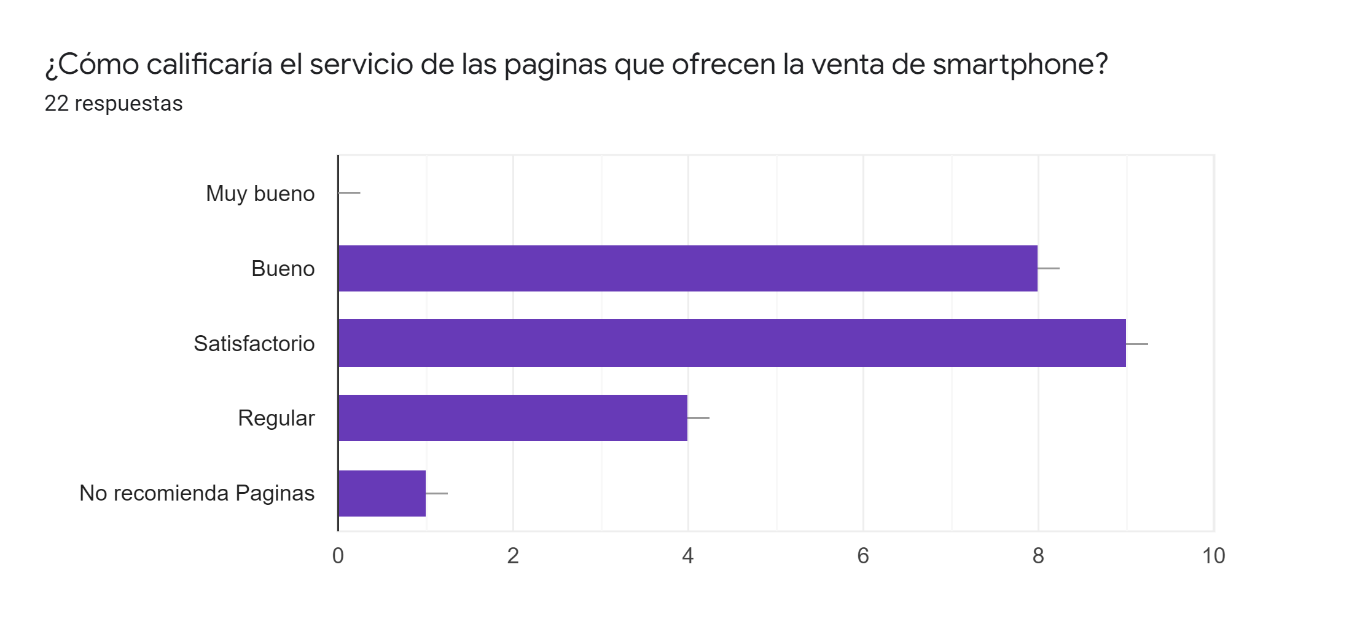 ¿Cómo calificaría el servicio de las paginas que ofrecen la venta de smartphone?
22 respuestas
Muy bueno
Bueno
Satisfactorio
Regular
No recomienda Paginas
0 2 4 6 8 10